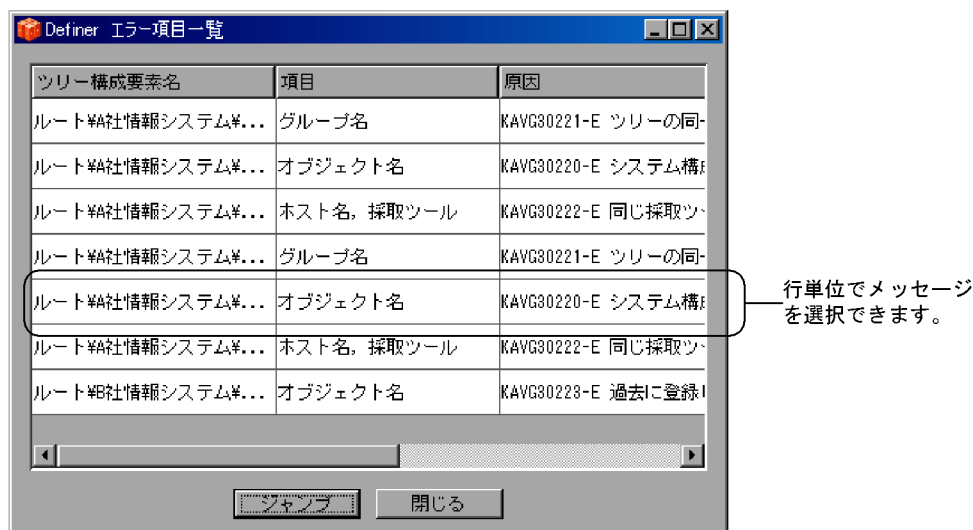 Definer エラー項目一覧
ツリー構成要素名 項目 原因
ルート¥A社情報システム¥... グループ名 KAVG30221-E ツリーの同一
ルート¥A社情報システム¥... オブジェクト名 KAVG30220-E システム構
ルート¥A社情報システム¥... ホスト名，採取ツール KAVG30222-E 同じ採取ツ
ルート¥A社情報システム¥... グループ名 KAVG30221-E ツリーの同一
ルート¥A社情報システム¥... オブジェクト名 KAVG30220-E システム構
ルート¥A社情報システム¥... ホスト名，採取ツール KAVG30222-E 同じ採取ツ
ルート¥B社情報システム¥... オブジェクト名 KAVG30223-E 過去に登録
行単位でメッセージ
を選択できます。
ジャンプ 閉じる